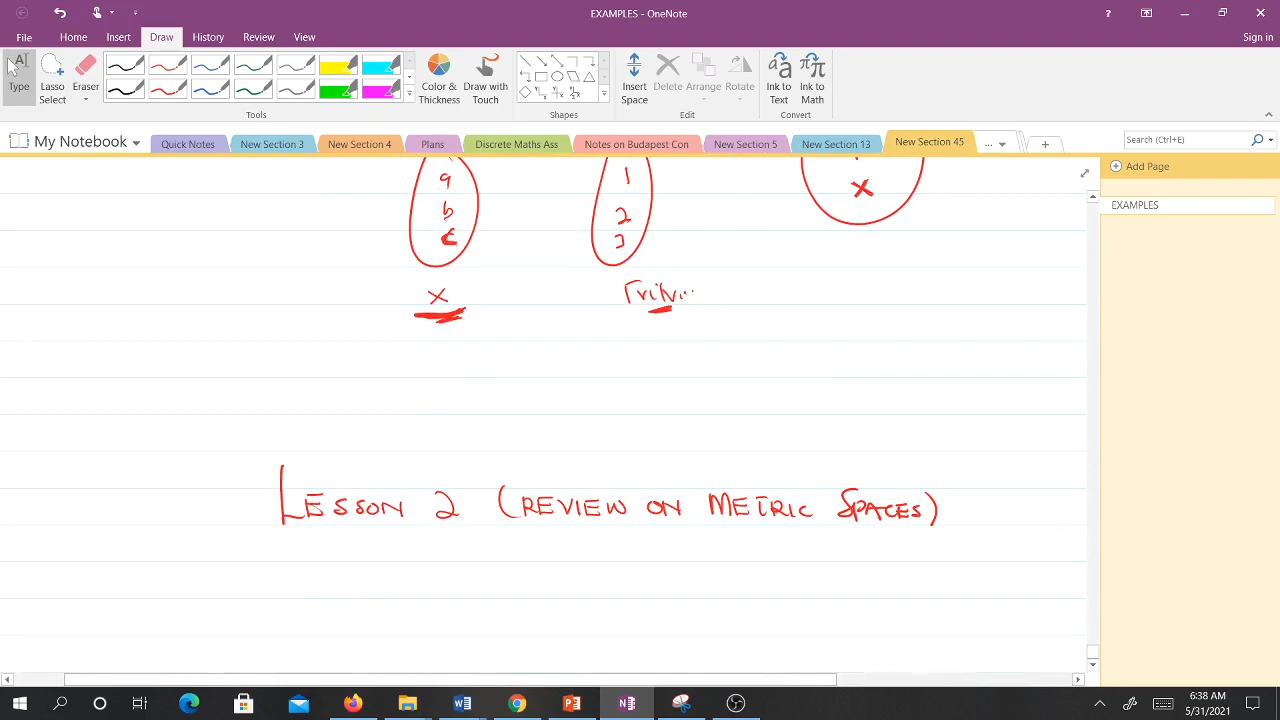 EXAMPLES - OneNote
Sign in
File Home Insert Draw History Review View
Type
Lasso Select
Eraser
Color & Thickness
Draw with Touch
Insert Space
Delete
Arrange
Rotate
Ink to Text
Ink to Math
Tools
Shapes
Edit
Convert
My Notebook
Quick Notes
New Section 3
New Section 4
Plans
Discrete Maths Ass
Notes on Budapest Con
New Section 5
New Section 13
New Section 45
...
Search (Ctrl+E)
Add Page
EXAMPLES
a 1
b 2
c 3
X
X
LESSON 2 (REVIEW ON METRIC SPACES)
6:38 AM
5/31/2021